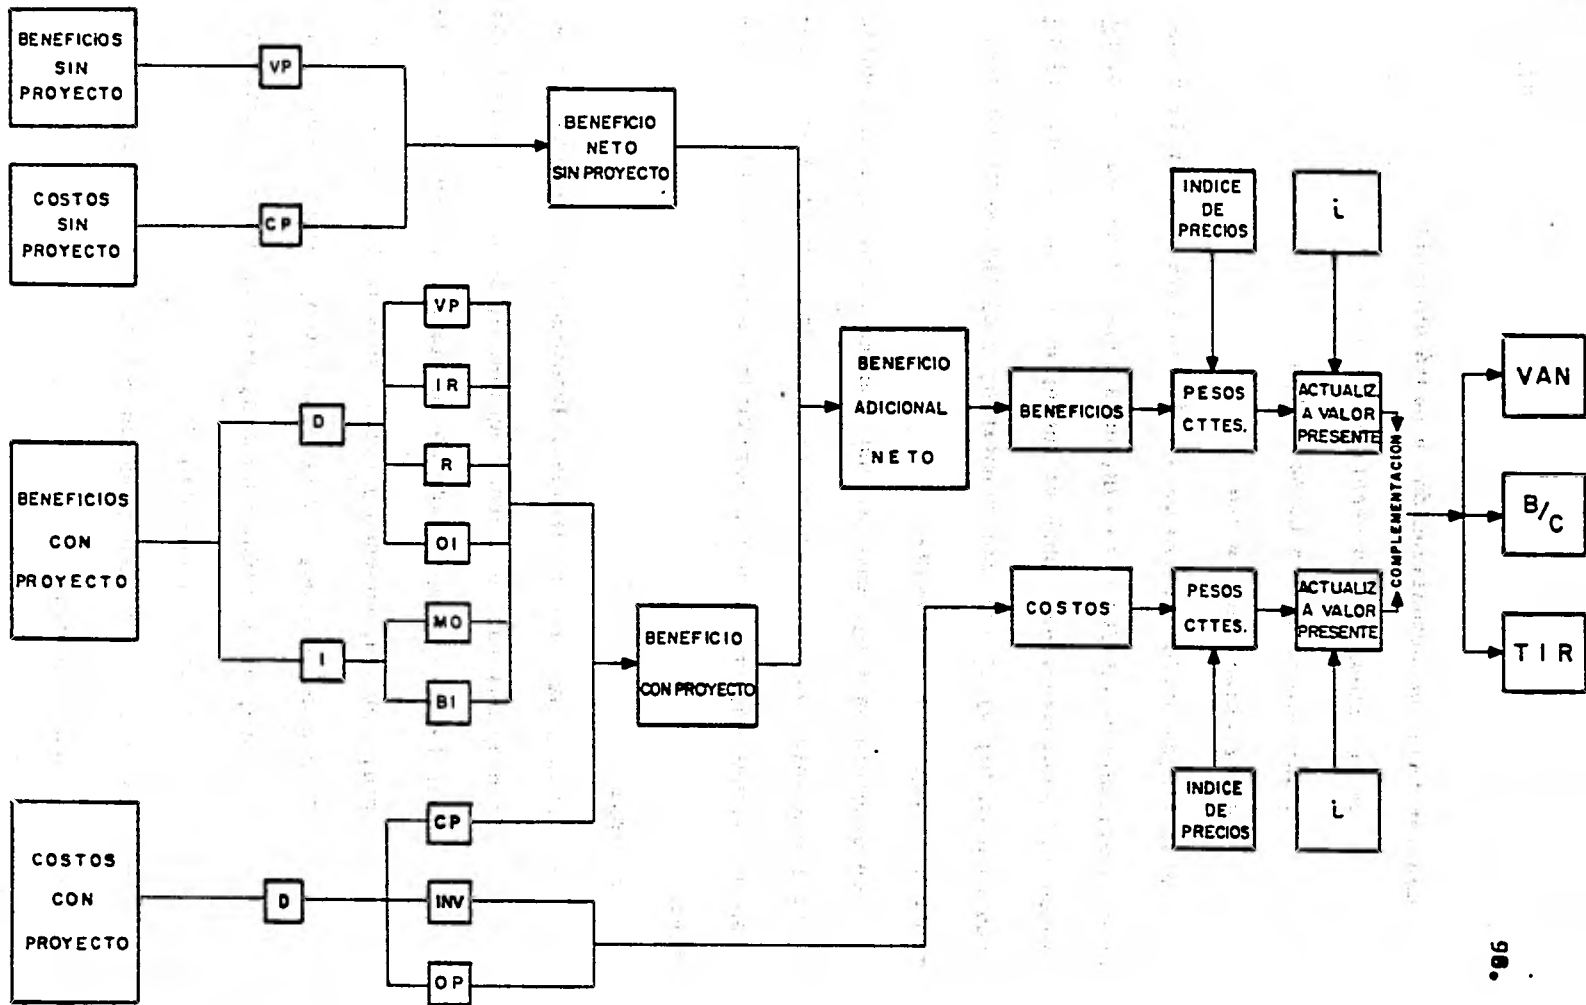 BENEFICIOS
SIN
PROYECTO
VP
COSTOS
SIN
PROYECTO
CP
BENEFICIO
NETO
SIN PROYECTO
BENEFICIOS
CON
PROYECTO
D
VP
IR
R
OI
I
MO
BI
COSTOS
CON
PROYECTO
D
CP
INV
OP
BENEFICIO
CON PROYECTO
BENEFICIO
ADICIONAL
NETO
BENEFICIOS
COSTOS
INDICE
DE
PRECIOS
i
PESOS
CTTES.
ACTUALIZ.
A VALOR
PRESENTE
PESOS
CTTES.
ACTUALIZ
A VALOR
PRESENTE
INDICE
DE
PRECIOS
i
COMPLEMENTACION
VAN
B/C
TIR
96.